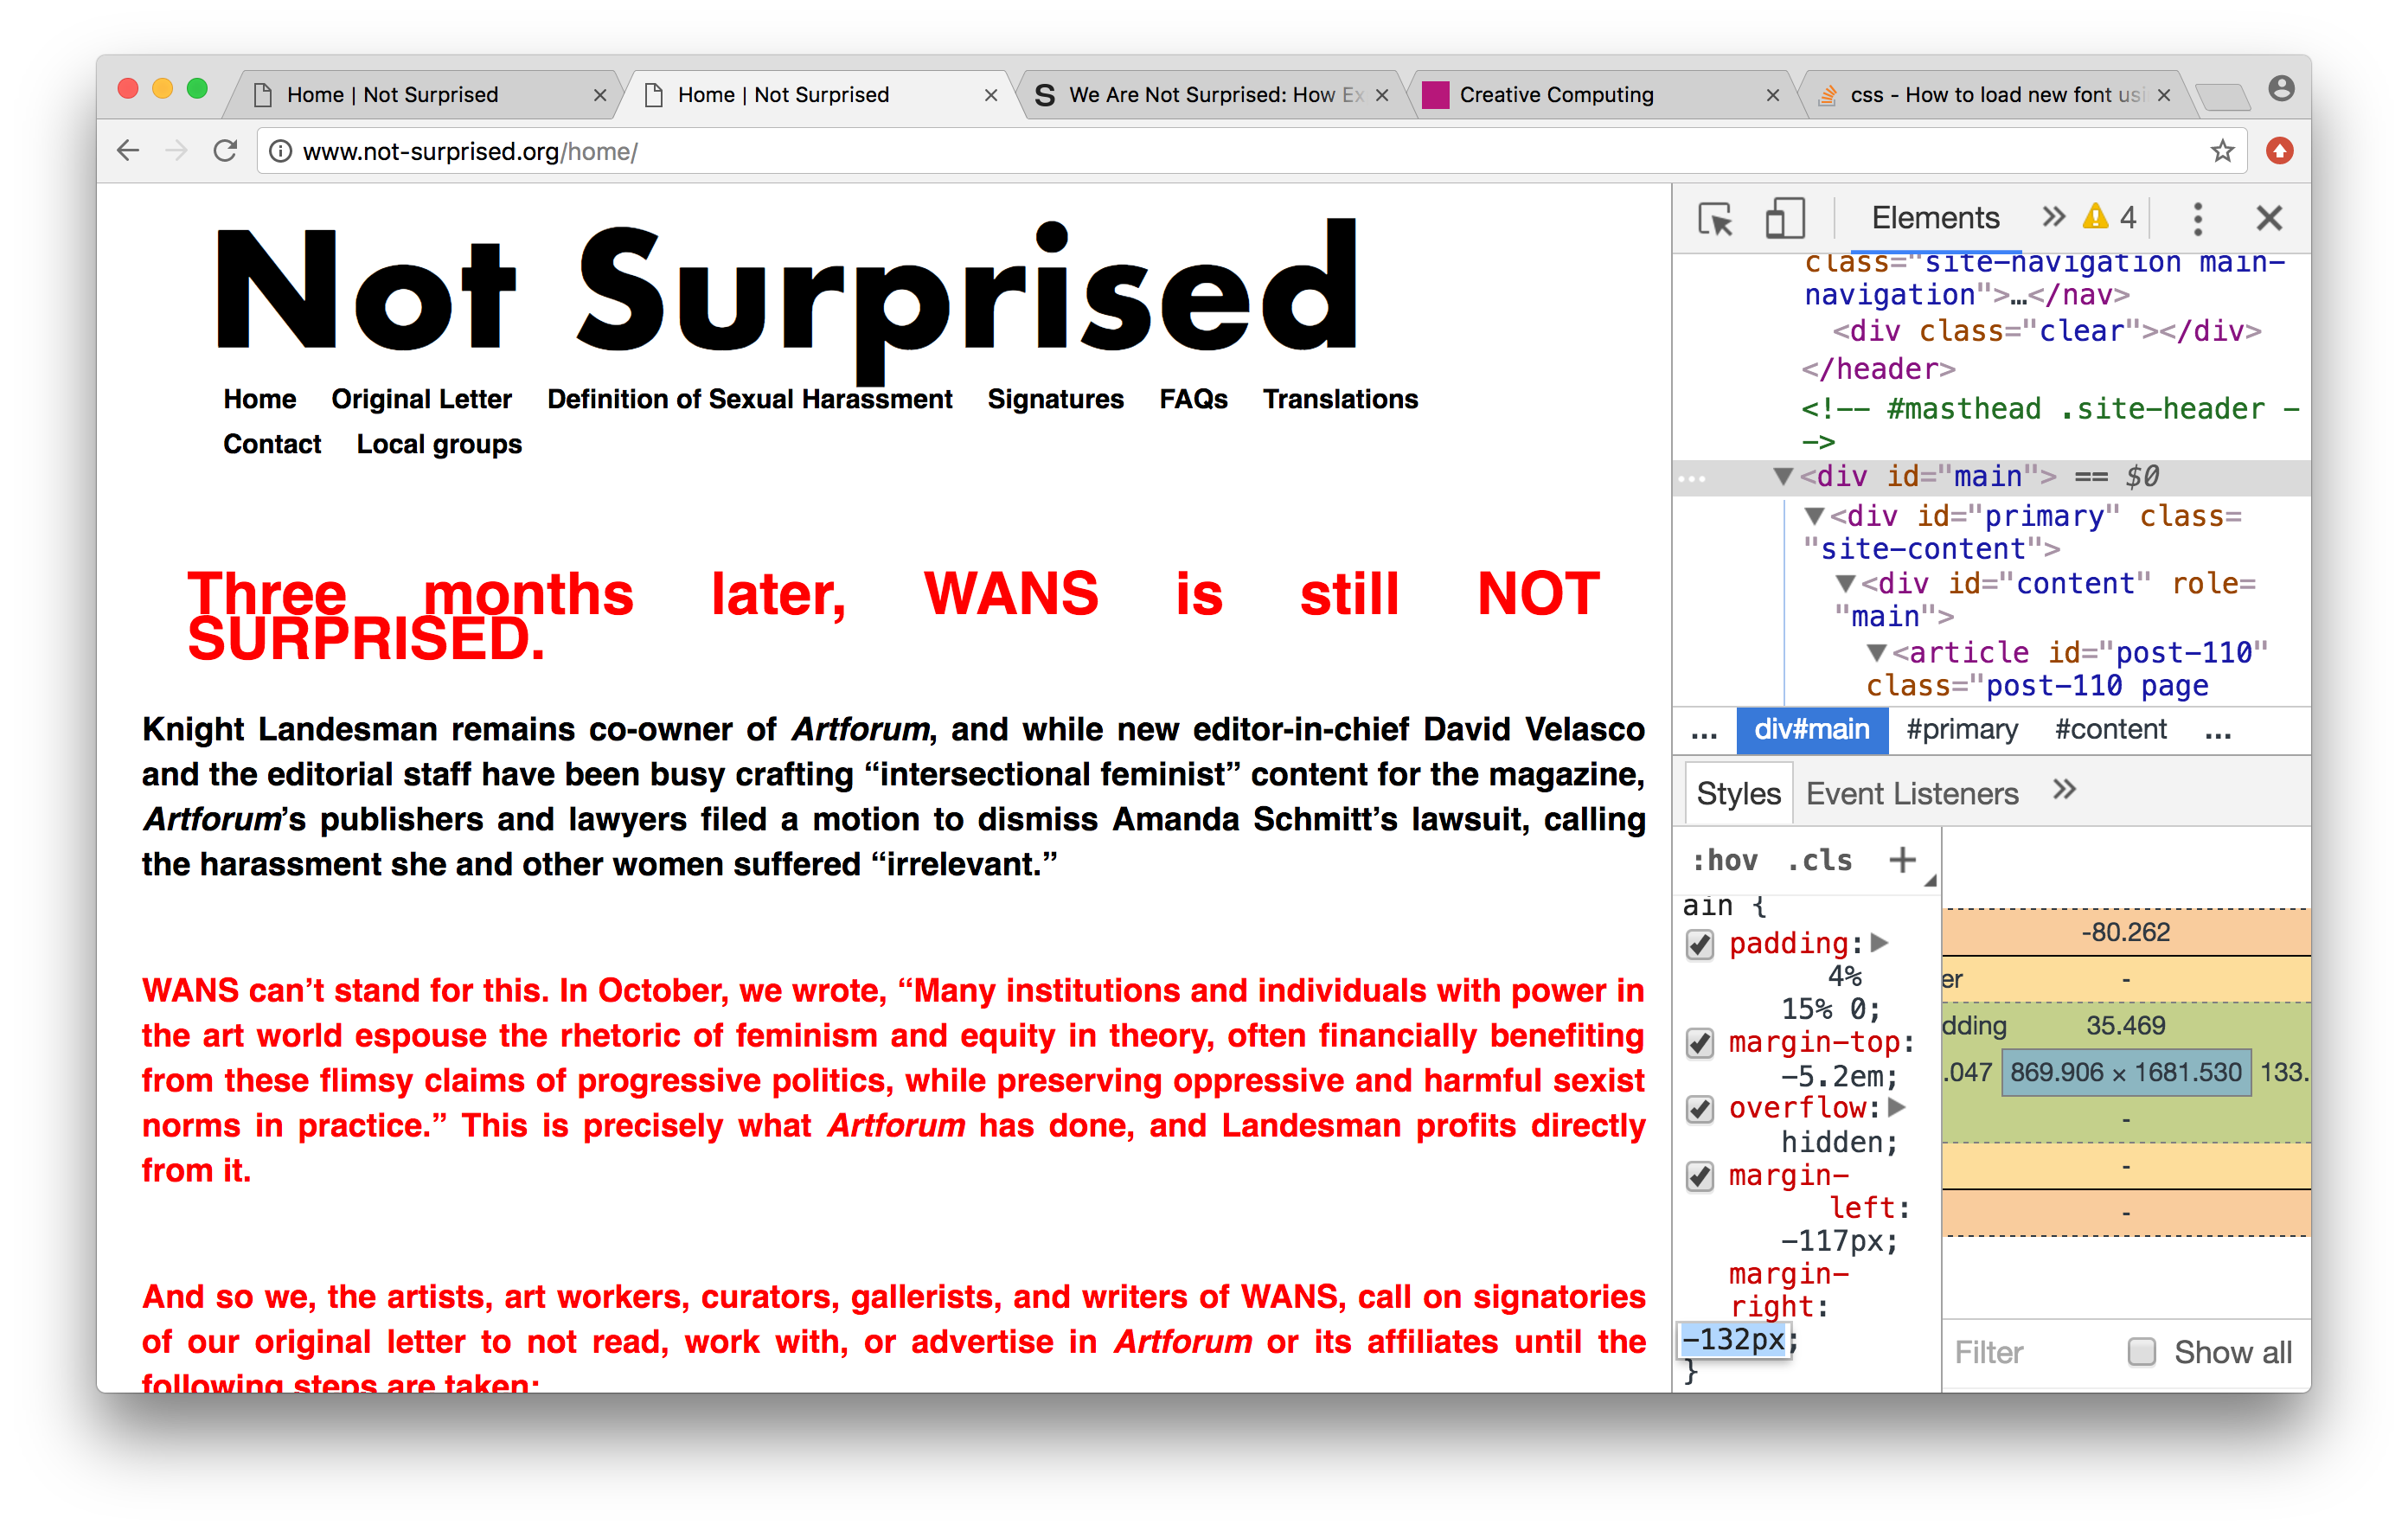 Home | Not Surprised
Home | Not Surprised
We Are Not Surprised: How Ex
Creative Computing
css - How to load new font usi
www.not-surprised.org/home/
Not Surprised
Home Original Letter Definition of Sexual Harassment Signatures FAQs Translations
Contact Local groups
Three months later, WANS is still NOT
SURPRISED.
Knight Landesman remains co-owner of Artforum, and while new editor-in-chief David Velasco
and the editorial staff have been busy crafting “intersectional feminist” content for the magazine,
Artforum’s publishers and lawyers filed a motion to dismiss Amanda Schmitt’s lawsuit, calling
the harassment she and other women suffered “irrelevant.”
WANS can’t stand for this. In October, we wrote, “Many institutions and individuals with power in
the art world espouse the rhetoric of feminism and equity in theory, often financially benefiting
from these flimsy claims of progressive politics, while preserving oppressive and harmful sexist
norms in practice.” This is precisely what Artforum has done, and Landesman profits directly
from it.
And so we, the artists, art workers, curators, gallerists, and writers of WANS, call on signatories
of our original letter to not read, work with, or advertise in Artforum or its affiliates until the
following steps are taken:
Elements » 4
class="site-navigation main-
navigation">…</nav>
<div class="clear"></div>
</header>
<!-- #masthead .site-header -
->
… <div id="main"> == $0
<div id="primary" class=
"site-content">
<div id="content" role=
"main">
<article id="post-110"
class="post-110 page
... div#main #primary #content ...
Styles Event Listeners »
:hov .cls +
ain {
padding:
4%
15% 0;
margin-top:
-5.2em;
overflow:
hidden;
margin-
left:
-117px;
margin-
right:
-132px;
}
-80.262
er -
dding 35.469
.047 869.906 × 1681.530 133.
-
-
-
Filter Show all